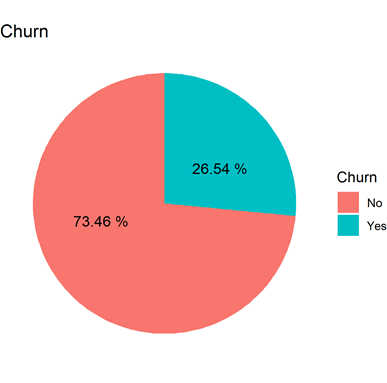 Churn
26.54 %
73.46 %
Churn
No
Yes